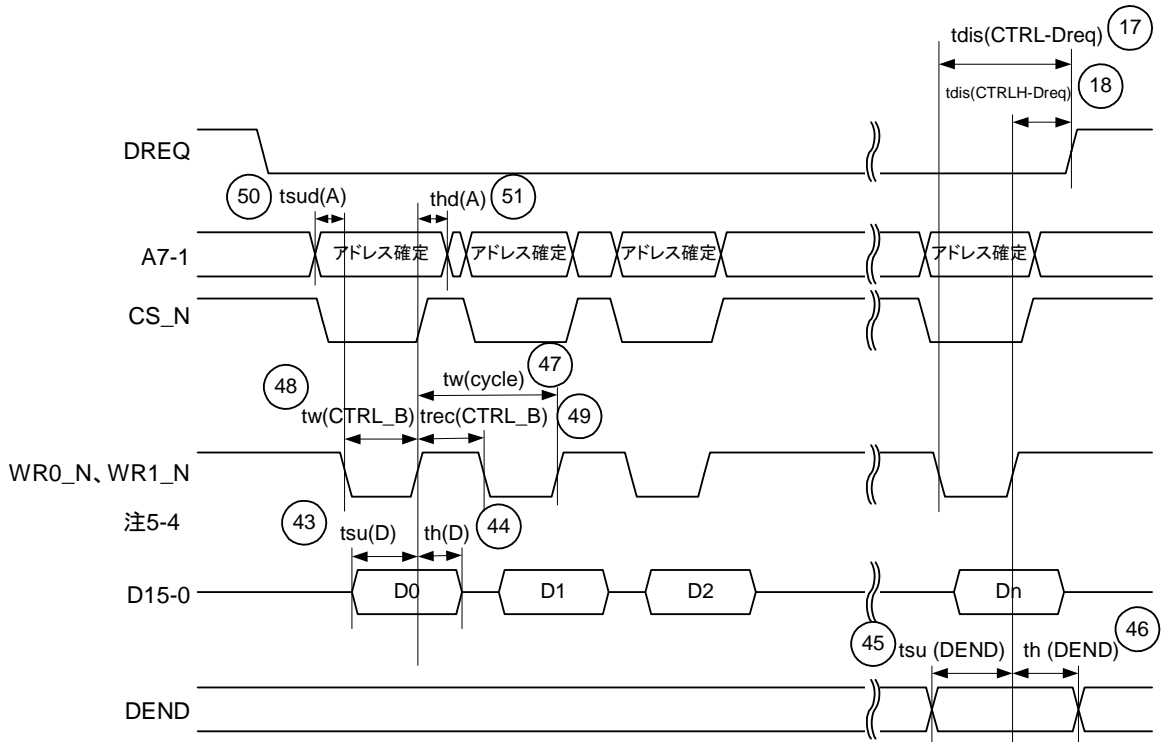 tdis(CTRL-Dreq) 17
tdis(CTRLH-Dreq) 18
DREQ
50 tsud(A) thd(A) 51
A7-1 アドレス確定 アドレス確定 アドレス確定 アドレス確定
CS_N
47
tw(cycle)
48
tw(CTRL_B) trec(CTRL_B) 49
WR0_N、WR1_N
注5-4
43 tsu(D) th(D) 44
D15-0 D0 D1 D2 Dn
45 tsu (DEND) th (DEND) 46
DEND